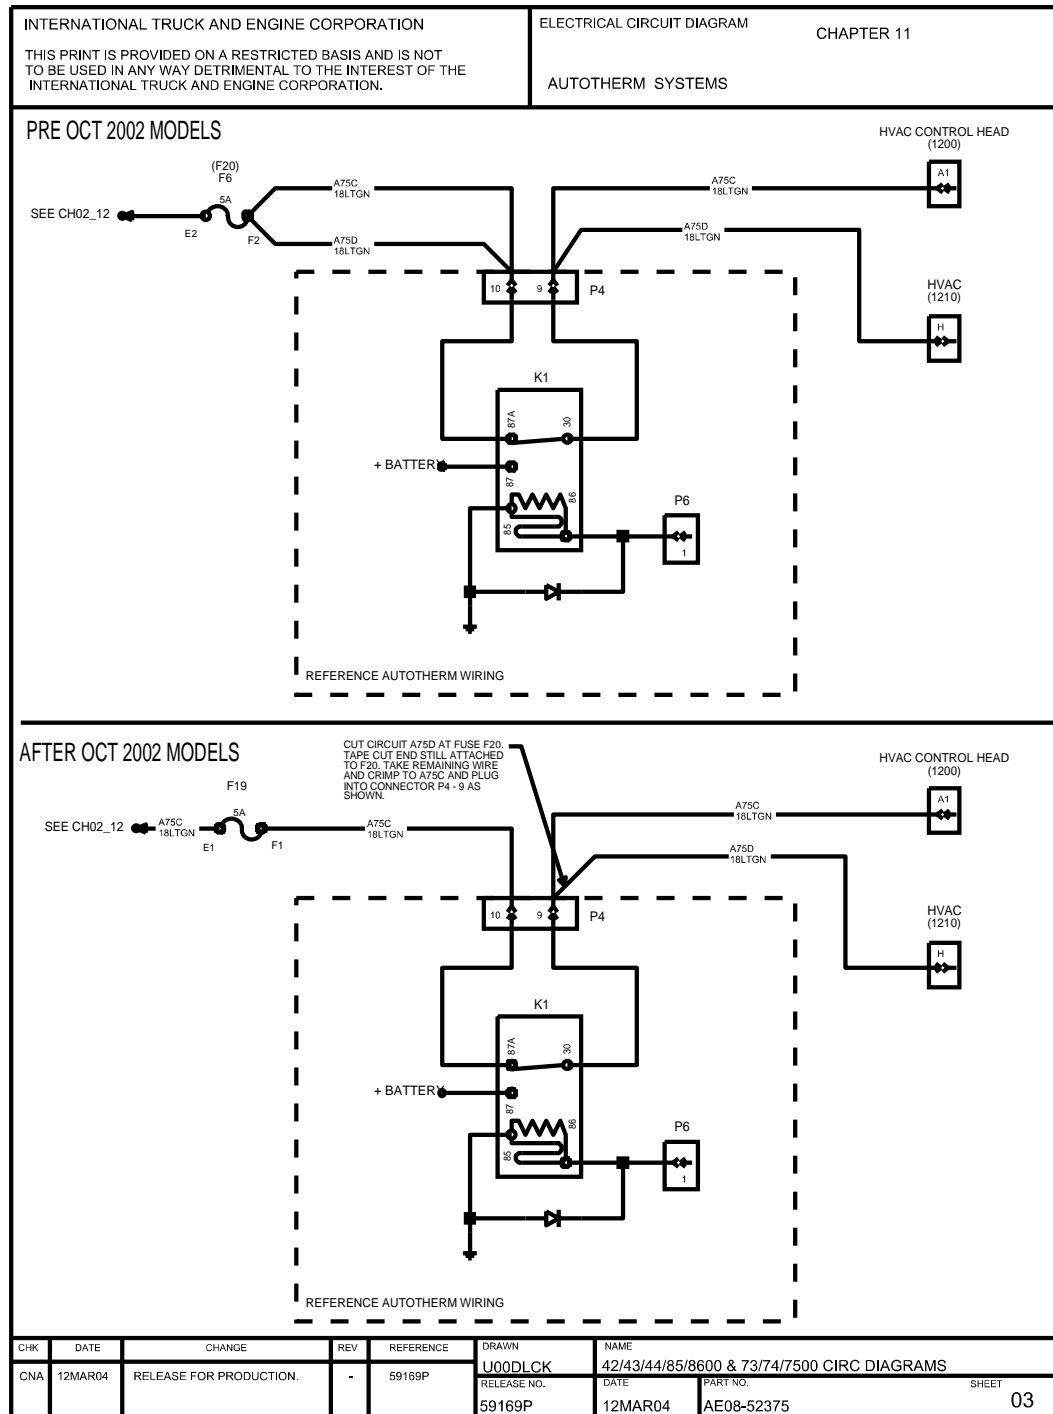 INTERNATIONAL TRUCK AND ENGINE CORPORATION
THIS PRINT IS PROVIDED ON A RESTRICTED BASIS AND IS NOT
TO BE USED IN ANY WAY DETRIMENTAL TO THE INTEREST OF THE
INTERNATIONAL TRUCK AND ENGINE CORPORATION.
ELECTRICAL CIRCUIT DIAGRAM
CHAPTER 11
AUTOTHERM SYSTEMS
PRE OCT 2002 MODELS
HVAC CONTROL HEAD
(1200)
A1
(F20)
F6
5A
SEE CH02_12
E2
F2
A75C
18LTGN
A75D
18LTGN
A75C
18LTGN
A75D
18LTGN
HVAC
(1210)
H
10
9
P4
K1
87A
30
+ BATTERY
87
86
85
P6
1
REFERENCE AUTOTHERM WIRING
AFTER OCT 2002 MODELS
CUT CIRCUIT A75D AT FUSE F20.
TAPE CUT END STILL ATTACHED
TO F20. TAKE REMAINING WIRE
AND CRIMP TO A75C AND PLUG
INTO CONNECTOR P4 - 9 AS
SHOWN.
HVAC CONTROL HEAD
(1200)
A1
F19
5A
SEE CH02_12
A75C
18LTGN
E1
F1
A75C
18LTGN
A75C
18LTGN
A75D
18LTGN
HVAC
(1210)
H
10
9
P4
K1
87A
30
+ BATTERY
87
86
85
P6
1
REFERENCE AUTOTHERM WIRING
CHK DATE CHANGE REV REFERENCE
CNA 12MAR04 RELEASE FOR PRODUCTION. - 59169P
DRAWN
U00DLCK
NAME
42/43/44/85/8600 & 73/74/7500 CIRC DIAGRAMS
RELEASE NO.
59169P
DATE
12MAR04
PART NO.
AE08-52375
SHEET
03